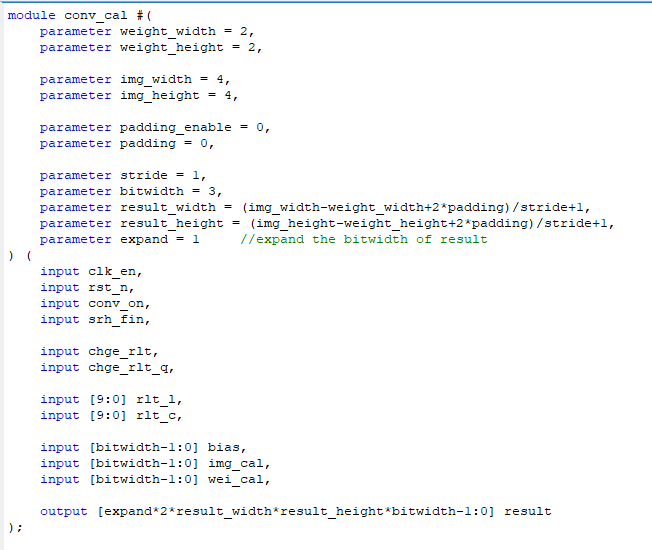 module conv_cal #(
    parameter weight_width = 2,
    parameter weight_height = 2,

    parameter img_width = 4,
    parameter img_height = 4,

    parameter padding_enable = 0,
    parameter padding = 0,

    parameter stride = 1,
    parameter bitwidth = 3,
    parameter result_width = (img_width-weight_width+2*padding)/stride+1,
    parameter result_height = (img_height-weight_height+2*padding)/stride+1,
    parameter expand = 1     //expand the bitwidth of result
) (
    input clk_en,
    input rst_n,
    input conv_on,
    input srh_fin,

    input chge_rlt,
    input chge_rlt_q,

    input [9:0] rlt_l,
    input [9:0] rlt_c,

    input [bitwidth-1:0] bias,
    input [bitwidth-1:0] img_cal,
    input [bitwidth-1:0] wei_cal,

    output [expand*2*result_width*result_height*bitwidth-1:0] result
);